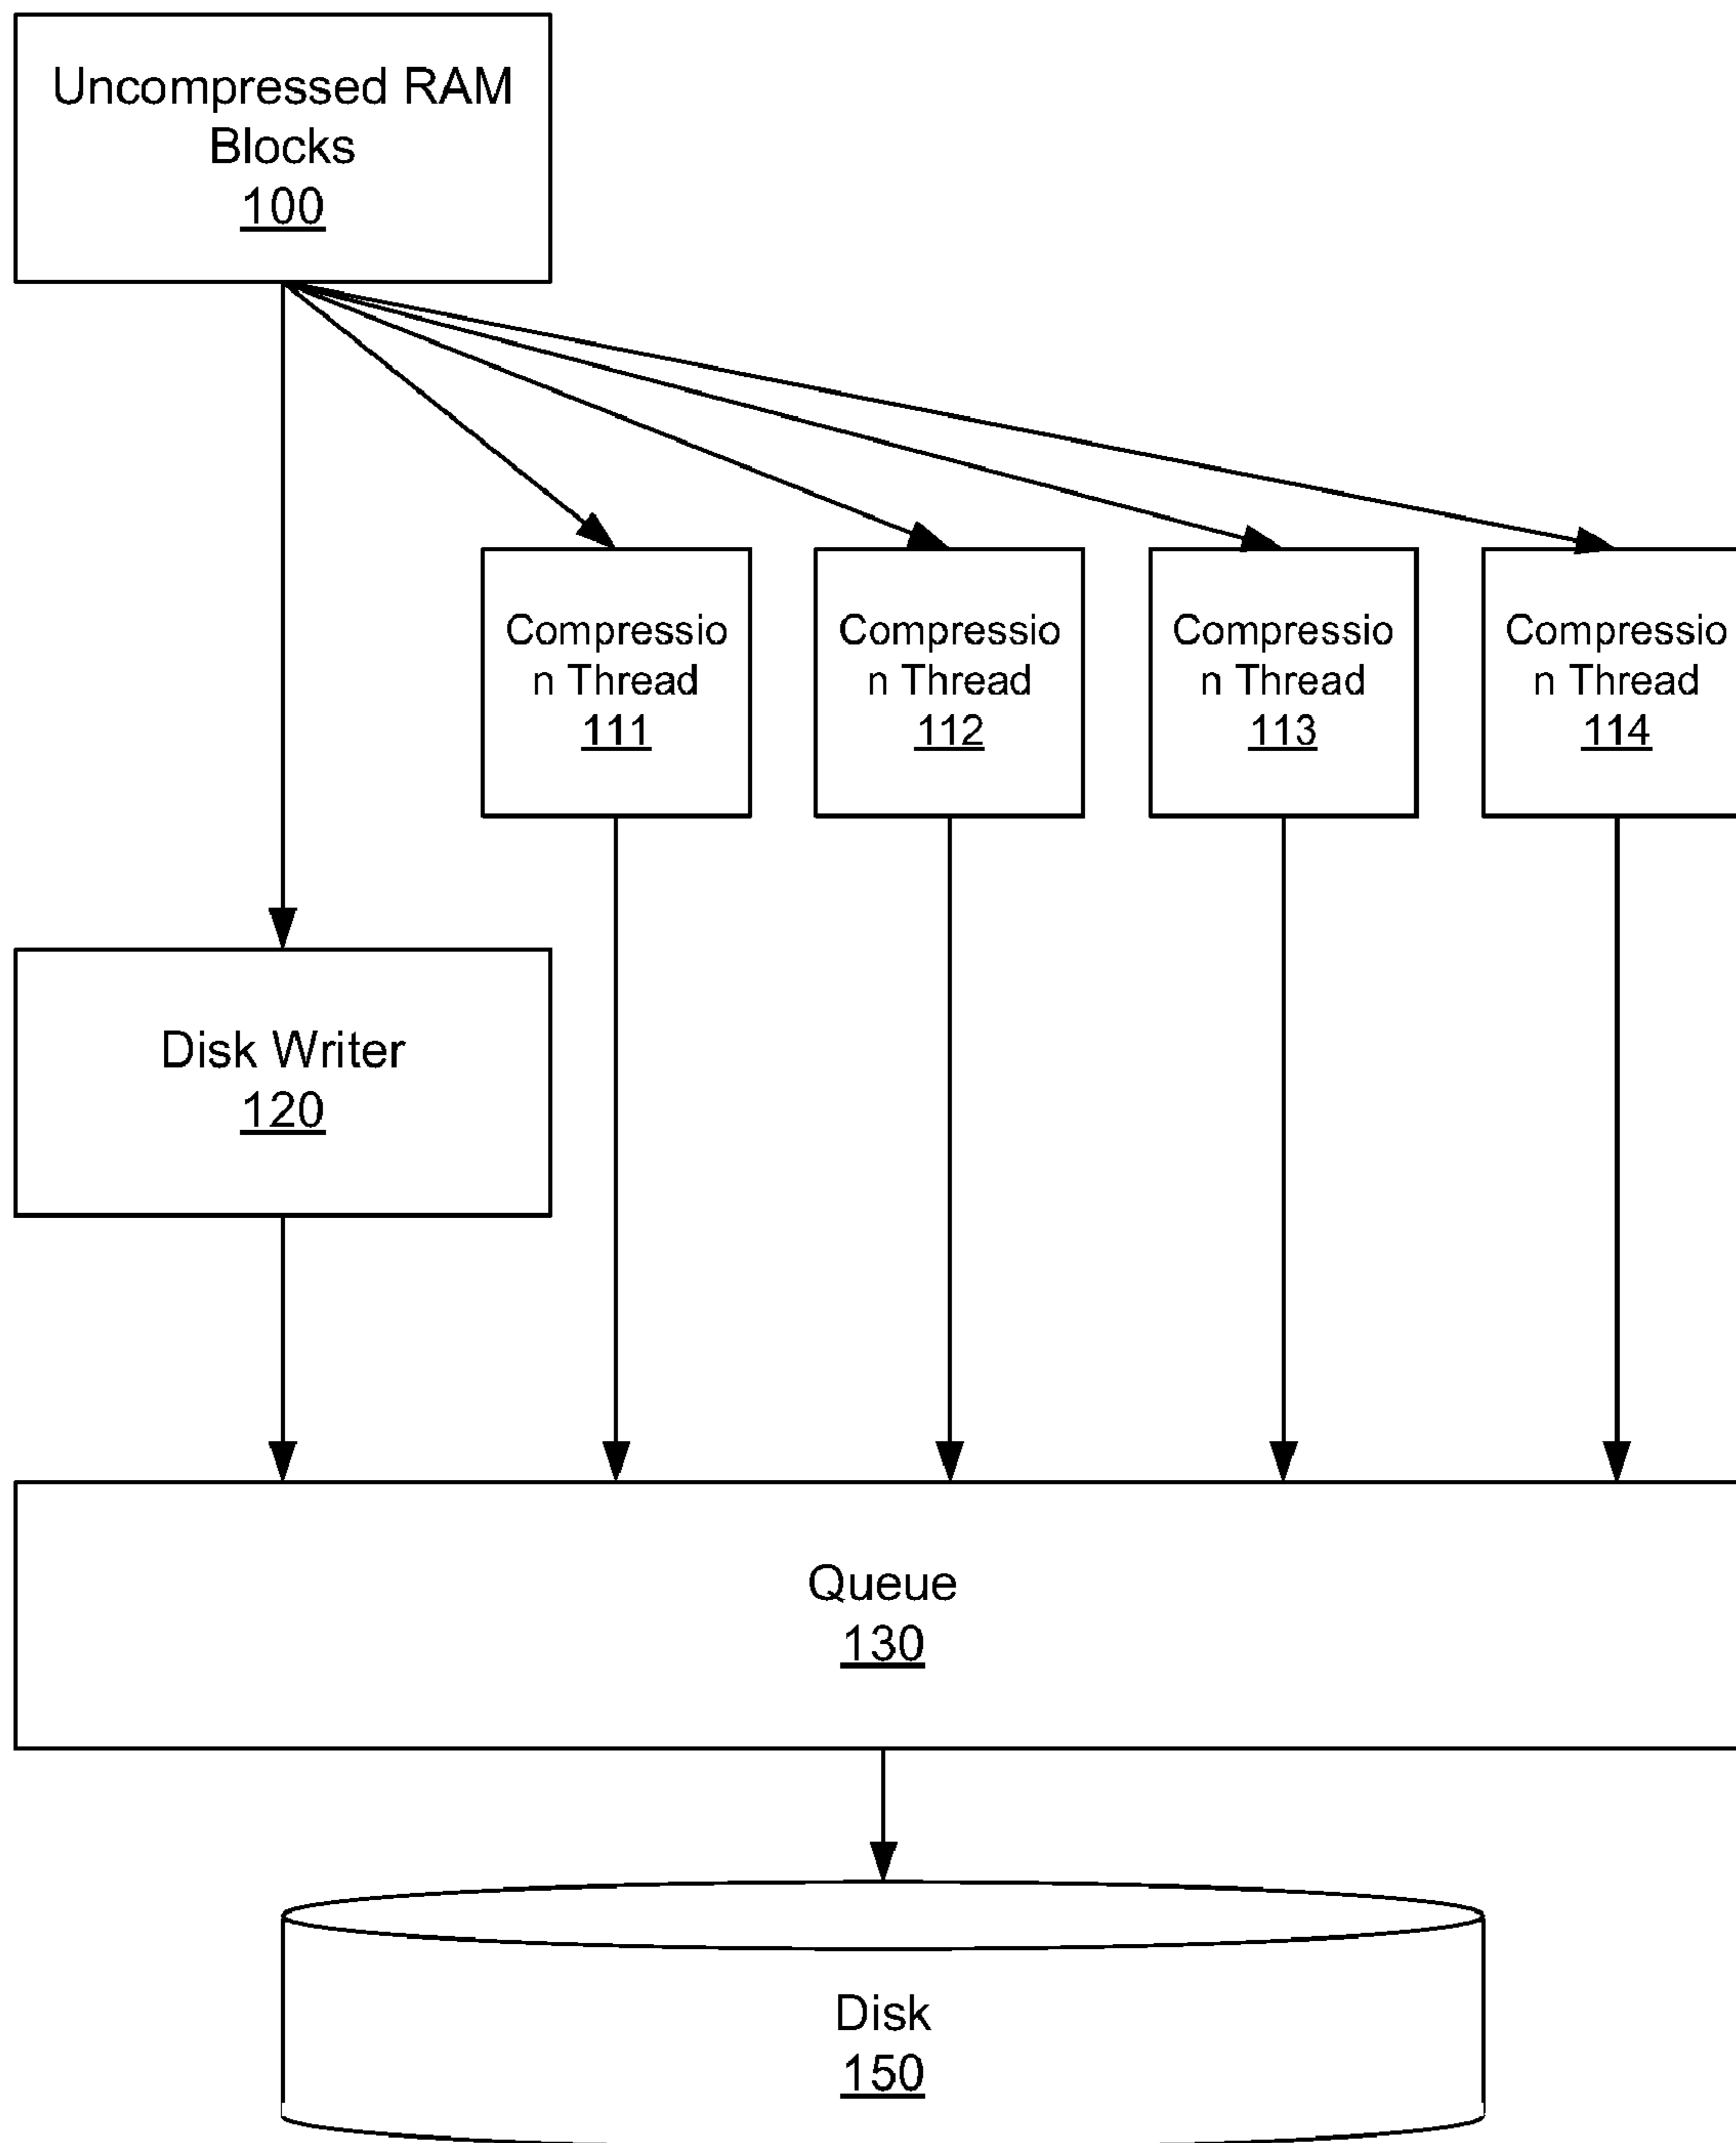 Uncompressed RAM
Blocks
100
Compressio
n Thread
111
Compressio
n Thread
112
Compressio
n Thread
113
Compressio
n Thread
114
Disk Writer
120
Queue
130
Disk
150